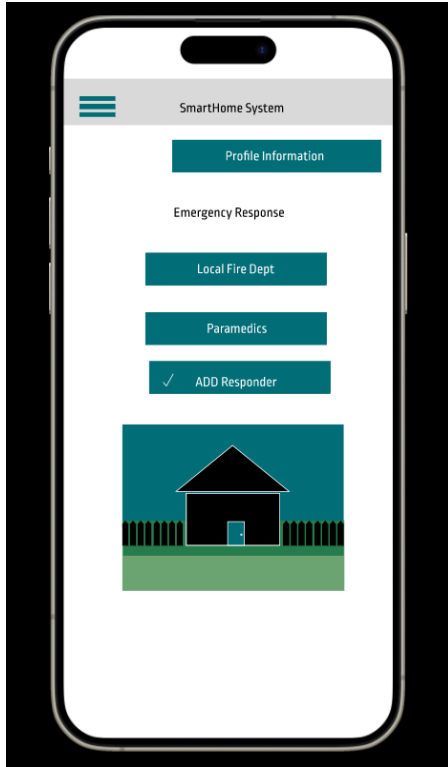 SmartHome System
Profile Information
Emergency Response
Local Fire Dept
Paramedics
✓ ADD Responder